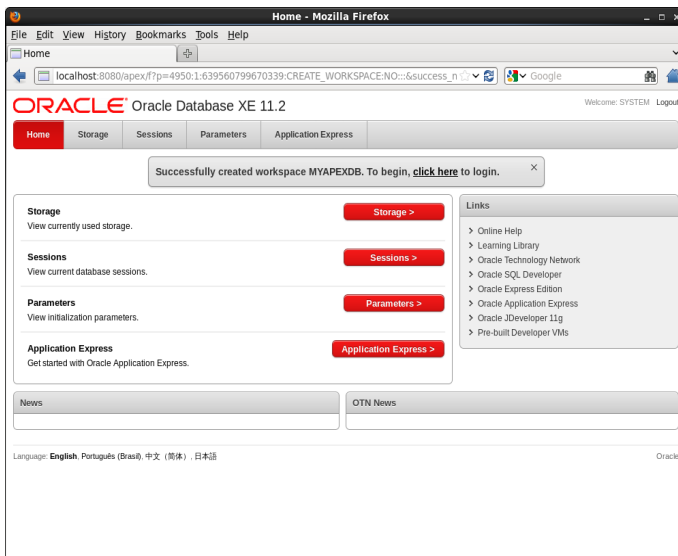 Home - Mozilla Firefox
File Edit View History Bookmarks Tools Help
Home
localhost:8080/apex/f?p=4950:1:639560799670339:CREATE_WORKSPACE:NO:::&success_n
Google
ORACLE Oracle Database XE 11.2
Welcome: SYSTEM Logout
Home Storage Sessions Parameters Application Express
Successfully created workspace MYAPEXDB. To begin, click here to login.
Storage
View currently used storage.
Storage >
Sessions
View current database sessions.
Sessions >
Parameters
View initialization parameters.
Parameters >
Application Express
Get started with Oracle Application Express.
Application Express >
Links
> Online Help
> Learning Library
> Oracle Technology Network
> Oracle SQL Developer
> Oracle Express Edition
> Oracle Application Express
> Oracle JDeveloper 11g
> Pre-built Developer VMs
News
OTN News
Language: English, Português (Brasil), 中文（简体）, 日本語
Oracle